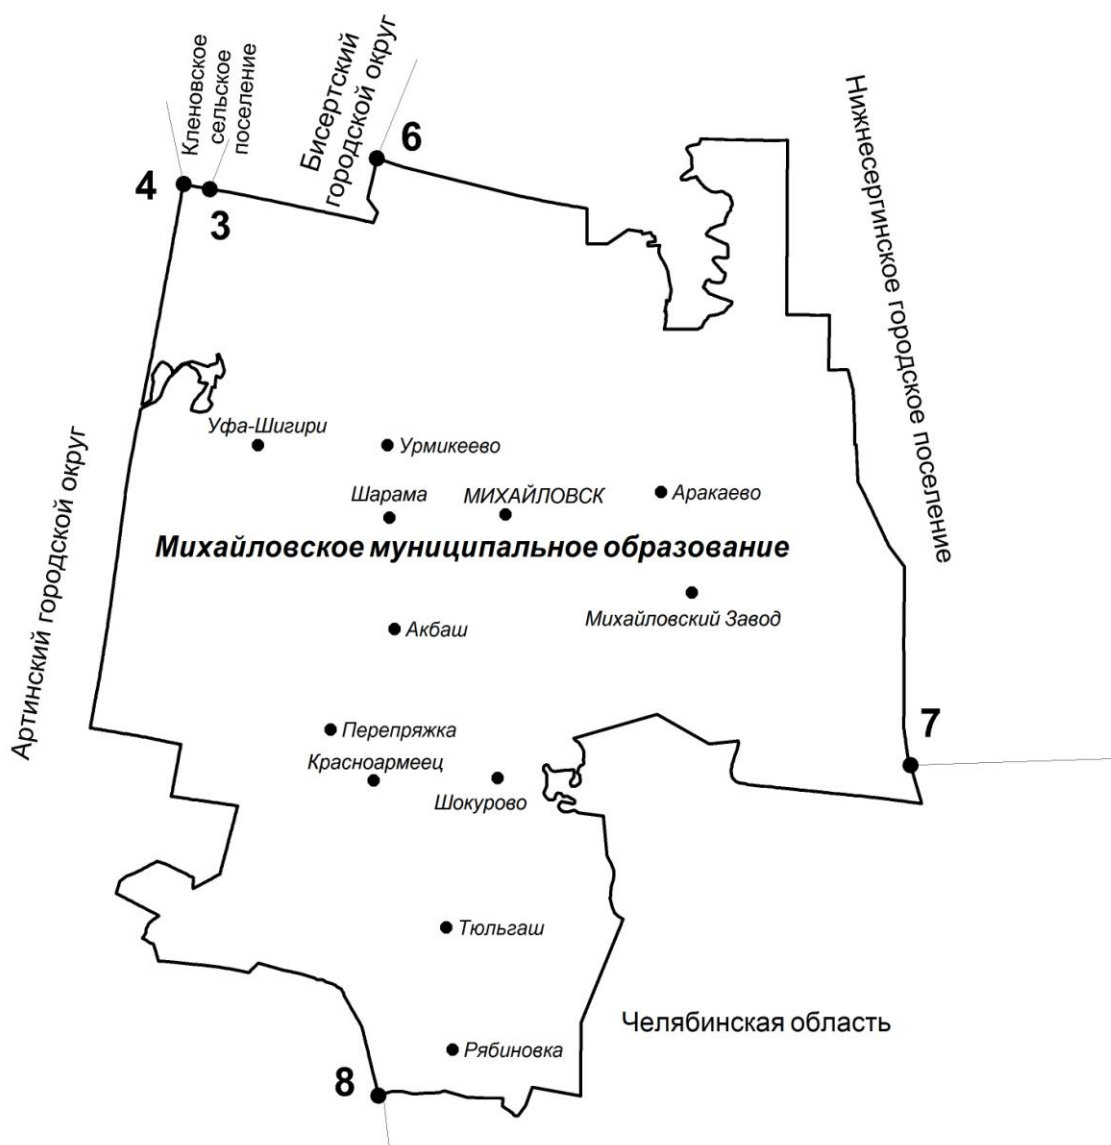 Кленовское
сельское
поселение
Бисертский
городской округ
6
4
3
Нижнесергинское городское поселение
Артинский городской округ
Уфа-Шигири
Урмикеево
Шарама
МИХАЙЛОВСК
Аракаево
Михайловское муниципальное образование
Михайловский Завод
Акбаш
7
Перепряжка
Красноармеец
Шокурово
Тюльгаш
Челябинская область
Рябиновка
8